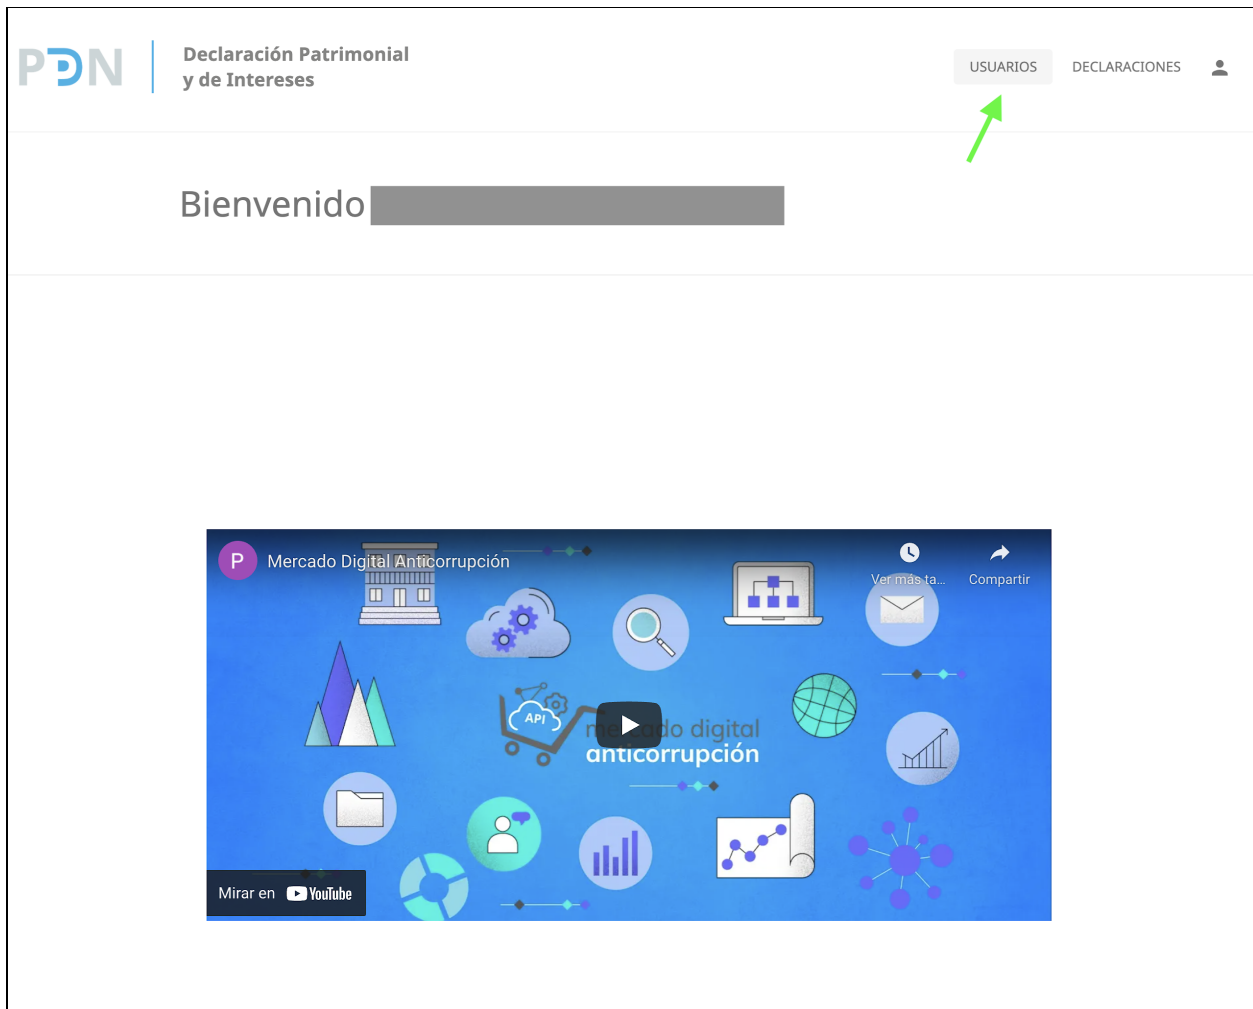 PDN
Declaración Patrimonial
y de Intereses
USUARIOS
DECLARACIONES
Bienvenido
P
Mercado Digital Anticorrupción
Ver más ta...
Compartir
API
mercado digital
anticorrupción
Mirar en YouTube